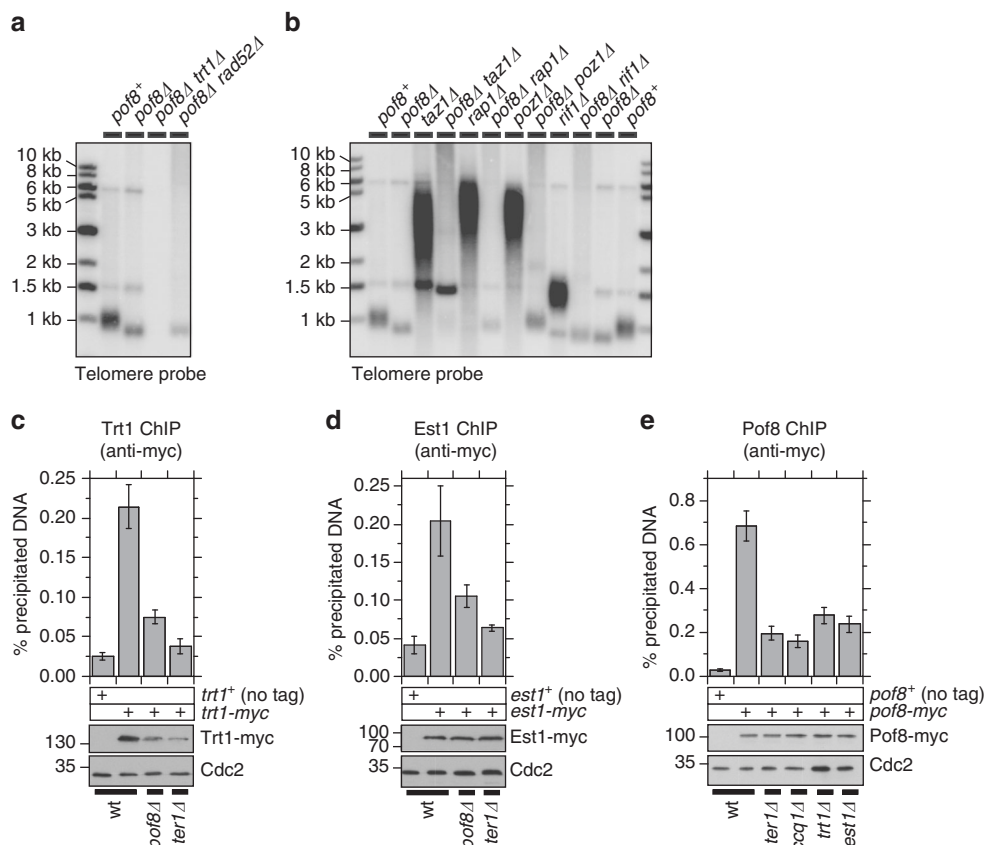 a
pof8+
pof8Δ
pof8Δ trt1Δ
pof8Δ rad52Δ
10 kb
8 kb
6 kb
5 kb
3 kb
2 kb
1.5 kb
1 kb
Telomere probe
b
pof8+
pof8Δ
taz1Δ
pof8Δ taz1Δ
rap1Δ
pof8Δ rap1Δ
poz1Δ
pof8Δ poz1Δ
rif1Δ
pof8Δ rif1Δ
pof8Δ
pof8+
10 kb
8 kb
6 kb
5 kb
3 kb
2 kb
1.5 kb
1 kb
Telomere probe
c
Trt1 ChIP
(anti-myc)
% precipitated DNA
0.25
0.20
0.15
0.10
0.05
0.00
+ trt1+ (no tag)
+ + + trt1-myc
130 Trt1-myc
35 Cdc2
wt pof8Δ ter1Δ
d
Est1 ChIP
(anti-myc)
% precipitated DNA
0.25
0.20
0.15
0.10
0.05
0.00
+ est1+ (no tag)
+ + + est1-myc
100
70
Est1-myc
35 Cdc2
wt pof8Δ ter1Δ
e
Pof8 ChIP
(anti-myc)
% precipitated DNA
0.8
0.6
0.4
0.2
0.0
+ pof8+ (no tag)
+ + + + + pof8-myc
100 Pof8-myc
35 Cdc2
wt ter1Δ ccq1Δ trt1Δ est1Δ